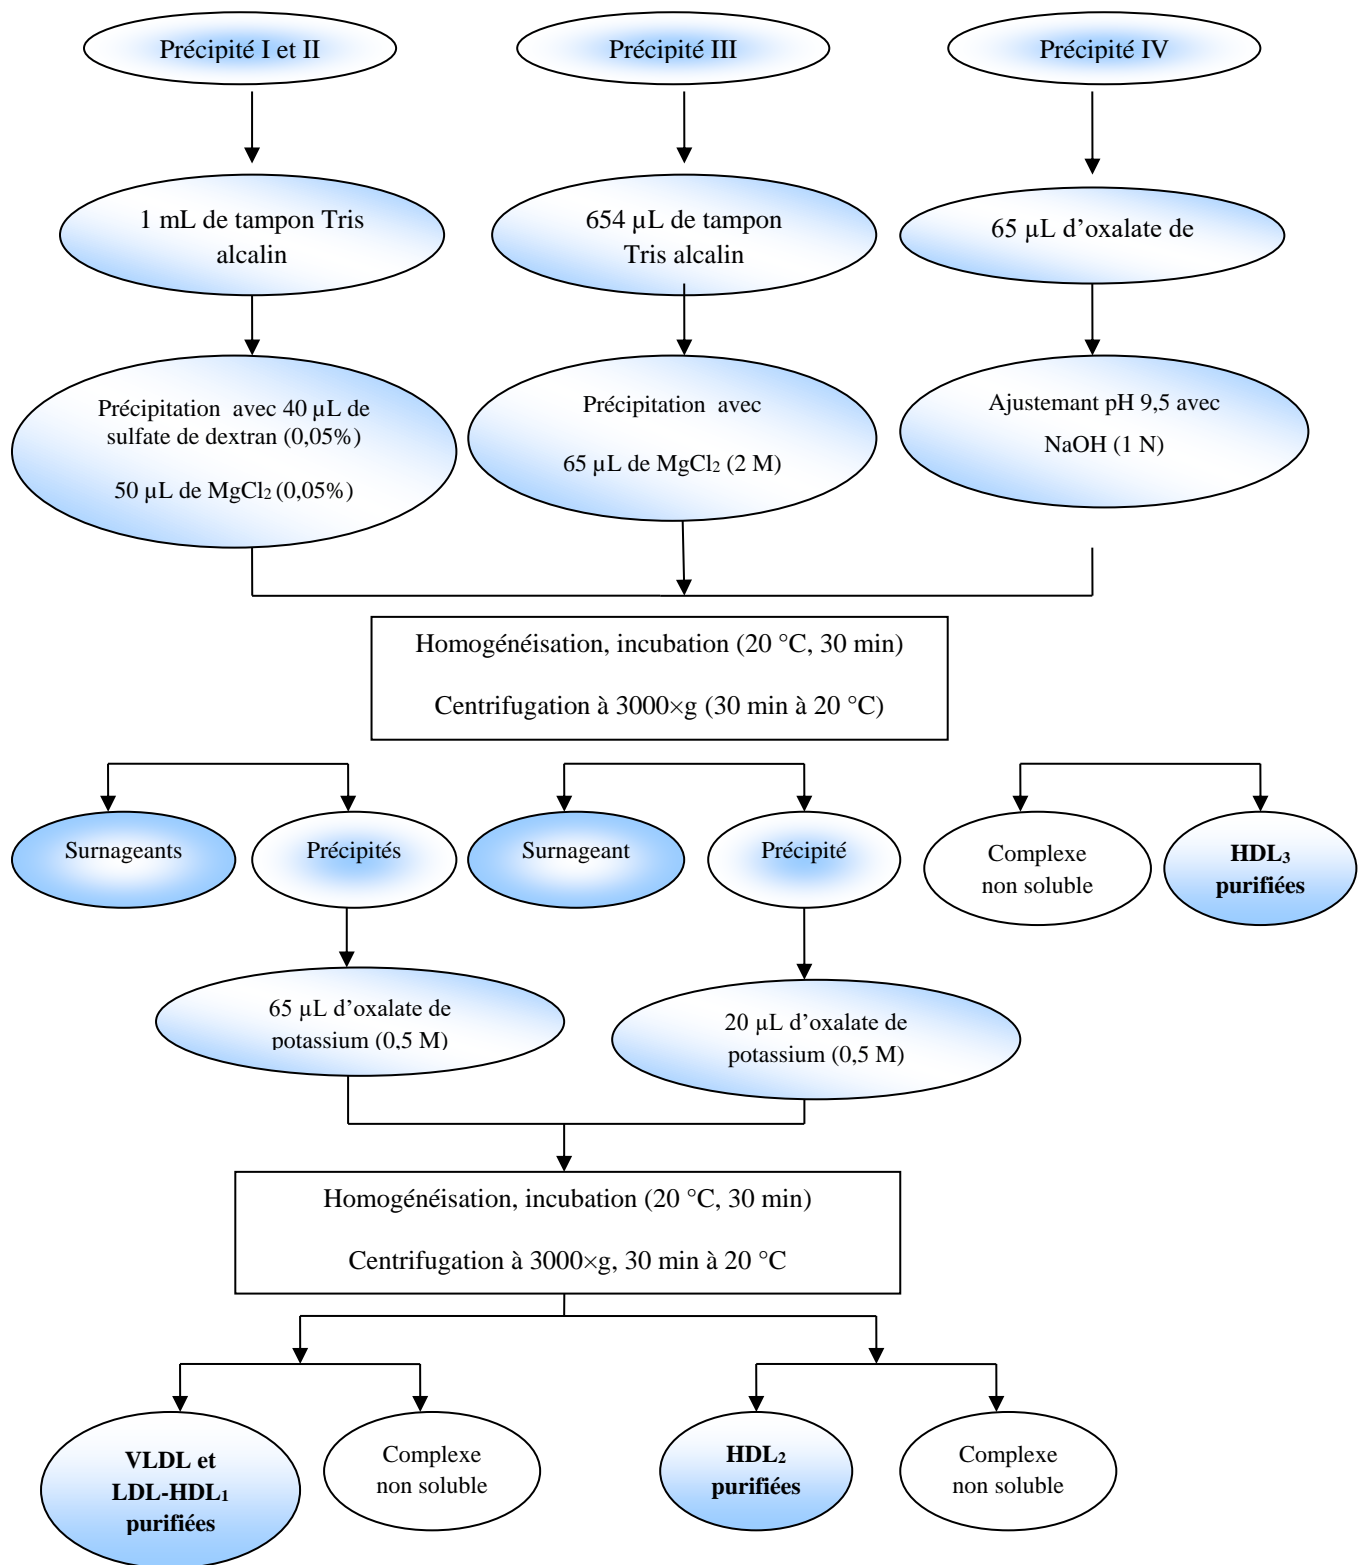 Précipité I et II
Précipité III
Précipité IV
1 mL de tampon Tris
alcalin
654 µL de tampon
Tris alcalin
65 µL d’oxalate de
Précipitation avec 40 µL de
sulfate de dextran (0,05%)
50 µL de MgCl₂ (0,05%)
Précipitation avec
65 µL de MgCl₂ (2 M)
Ajustemant pH 9,5 avec
NaOH (1 N)
Homogénéisation, incubation (20 °C, 30 min)
Centrifugation à 3000×g (30 min à 20 °C)
Surnageants
Précipités
Surnageant
Précipité
Complexe
non soluble
HDL₃
purifiées
65 µL d’oxalate de
potassium (0,5 M)
20 µL d’oxalate de
potassium (0,5 M)
Homogénéisation, incubation (20 °C, 30 min)
Centrifugation à 3000×g, 30 min à 20 °C
VLDL et
LDL-HDL₁
purifiées
Complexe
non soluble
HDL₂
purifiées
Complexe
non soluble